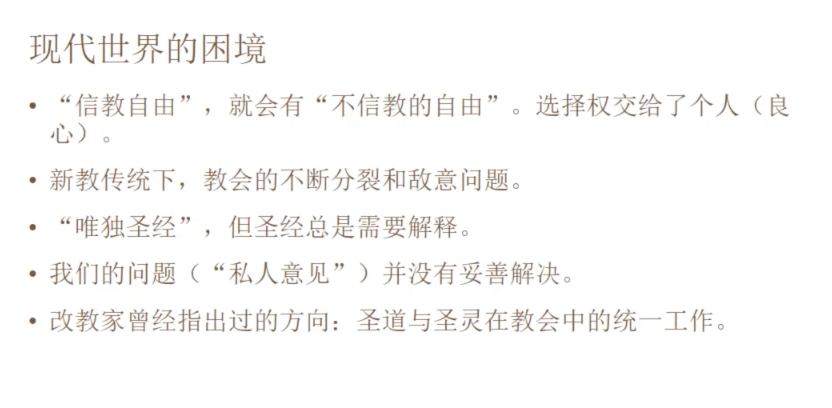 现代世界的困境
• “信教自由”，就会有“不信教的自由”。选择权交给了个人（良
心）。
• 新教传统下，教会的不断分裂和敌意问题。
• “唯独圣经”，但圣经总是需要解释。
• 我们的问题（“私人意见”）并没有妥善解决。
• 改教家曾经指出过的方向：圣道与圣灵在教会中的统一工作。